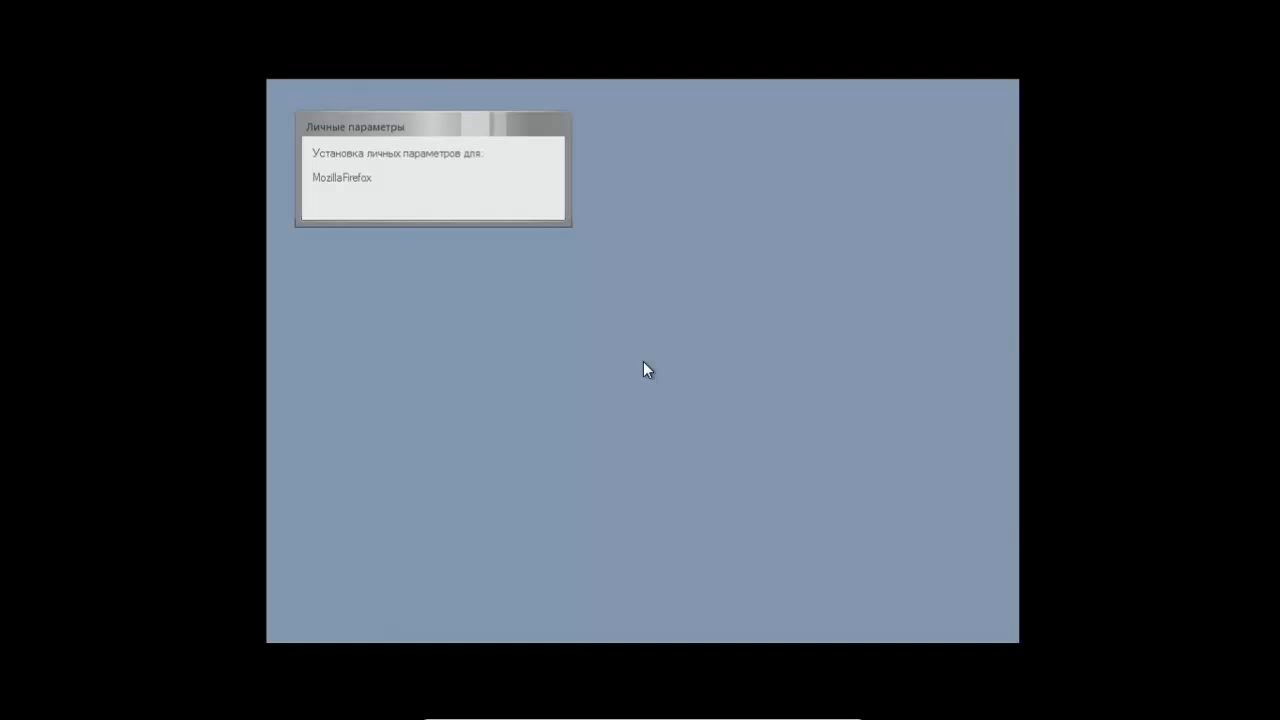 Личные параметры
Установка личных параметров для:
MozillaFirefox